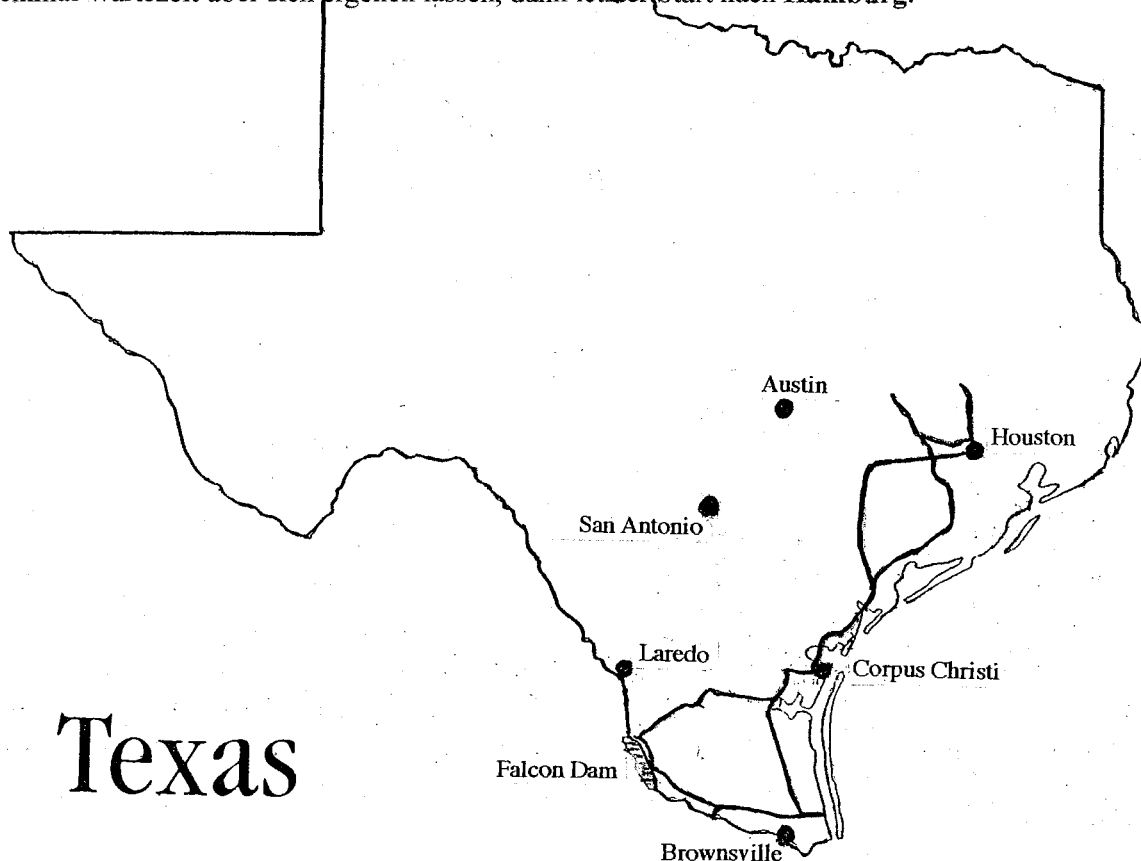 Wartezeit über sich ergehen lassen, dann letzter Start nach Hamburg.
Austin
Houston
San Antonio
Laredo
Corpus Christi
Texas
Falcon Dam
Brownsville